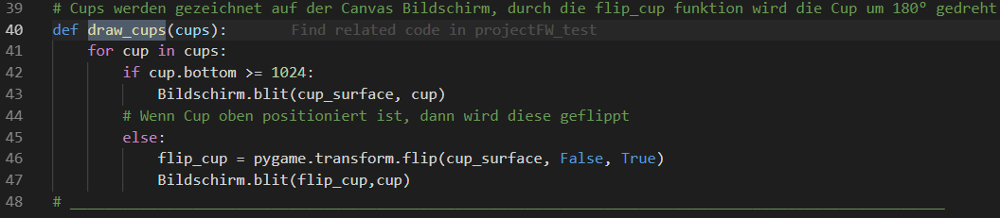 39 # Cups werden gezeichnet auf der Canvas Bildschirm, durch die flip_cup funktion wird die Cup um 180º gedreht
40 def draw_cups(cups): Find related code in projectFW_test
41 for cup in cups:
42 if cup.bottom >= 1024:
43 Bildschirm.blit(cup_surface, cup)
44 # Wenn Cup oben positioniert ist, dann wird diese geflippt
45 else:
46 flip_cup = pygame.transform.flip(cup_surface, False, True)
47 Bildschirm.blit(flip_cup,cup)
48 # ____________________________________________________________________________________________